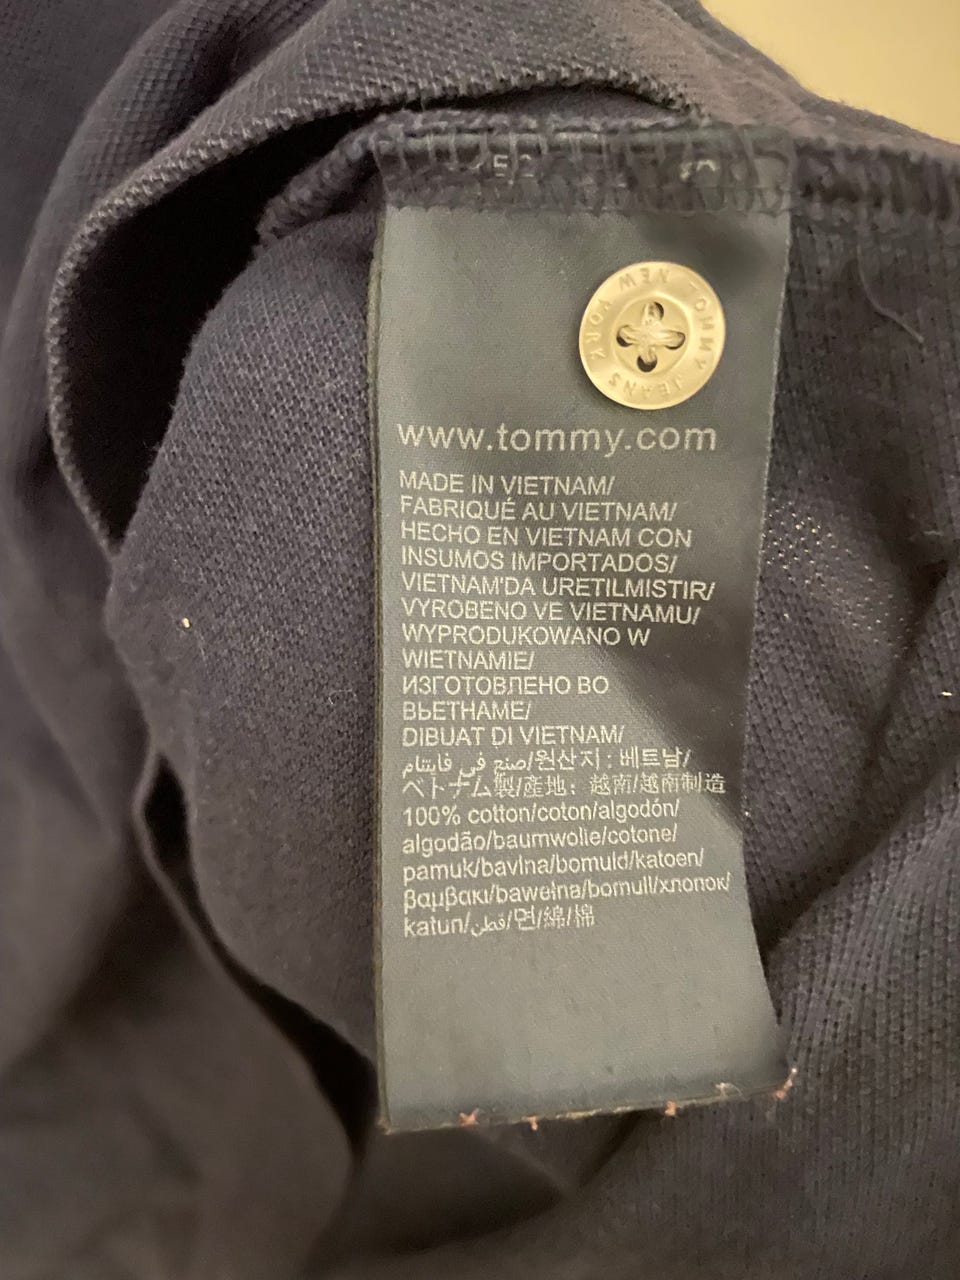 TOMMY JEANS
NEW YORK
www.tommy.com
MADE IN VIETNAM/
FABRIQUÉ AU VIETNAM/
HECHO EN VIETNAM CON
INSUMOS IMPORTADOS/
VIETNAM'DA URETILMISTIR/
VYROBENO VE VIETNAMU/
WYPRODUKOWANO W
WIETNAMIE/
ИЗГОТОВЛЕНО ВО
ВЬЕТНАМЕ/
DIBUAT DI VIETNAM/
صنع في فايتنام/원산지 : 베트남/
ベトナム製/産地：越南/越南制造
100% cotton/coton/algodón/
algodão/baumwolle/cotone/
pamuk/bavlna/bomuld/katoen/
βαμβακι/bawełna/bomull/хлопок/
katun/قطن/면/綿/棉